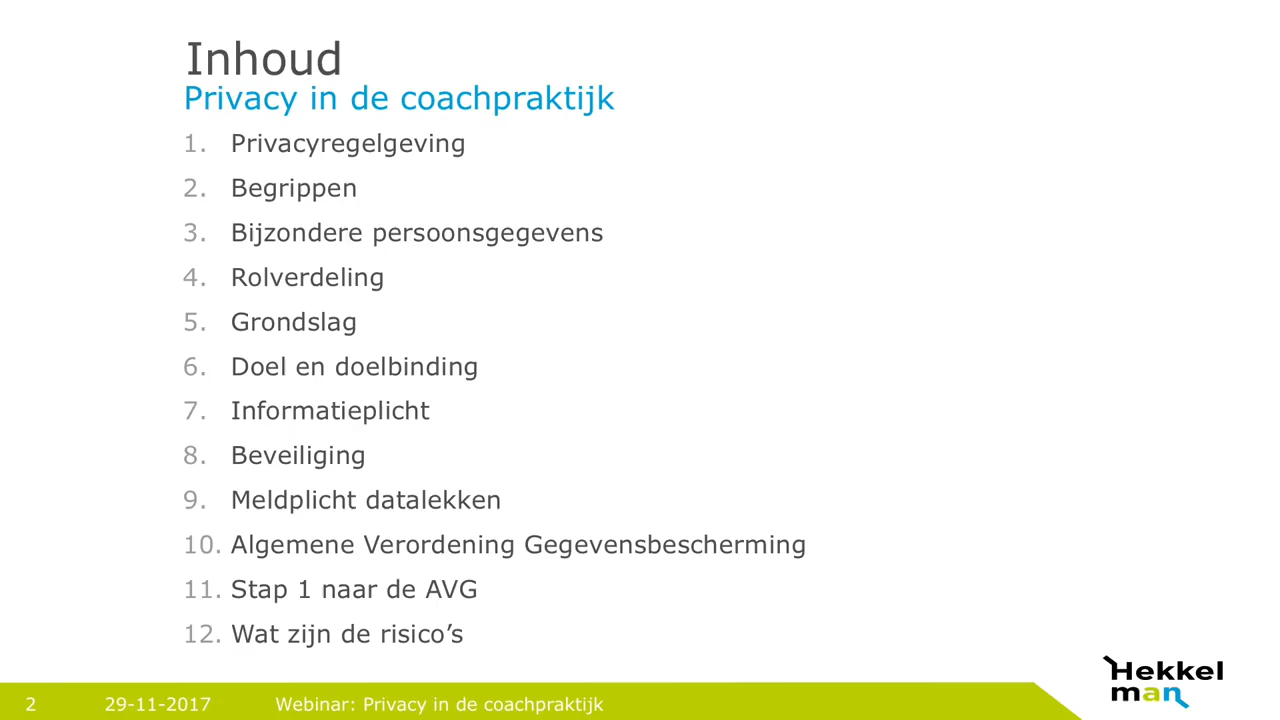 Inhoud
Privacy in de coachpraktijk
1. Privacyregelgeving
2. Begrippen
3. Bijzondere persoonsgegevens
4. Rolverdeling
5. Grondslag
6. Doel en doelbinding
7. Informatieplicht
8. Beveiliging
9. Meldplicht datalekken
10. Algemene Verordening Gegevensbescherming
11. Stap 1 naar de AVG
12. Wat zijn de risico’s
Hekkel
man
2 29-11-2017 Webinar: Privacy in de coachpraktijk